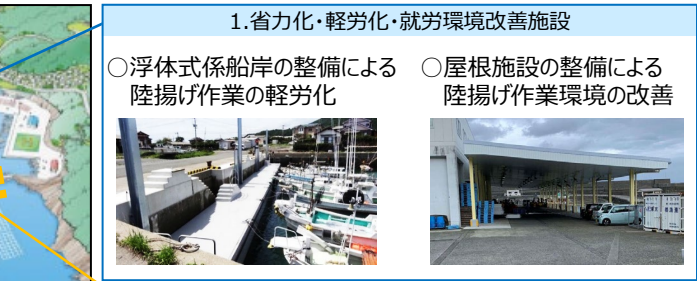 1.省力化・軽労化・就労環境改善施設
○浮体式係船岸の整備による
陸揚げ作業の軽労化
○屋根施設の整備による
陸揚げ作業環境の改善